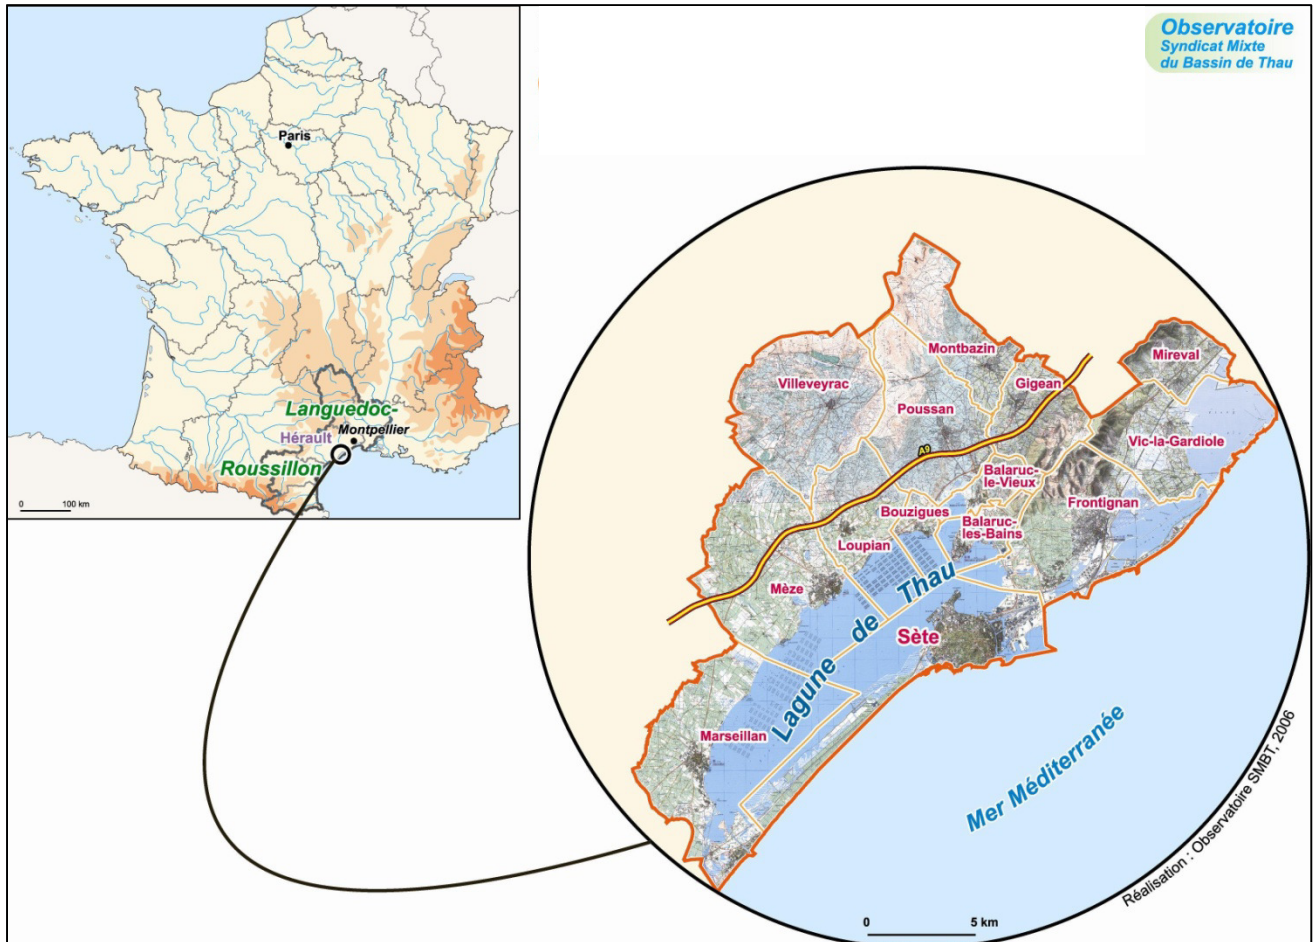 Observatoire
Syndicat Mixte
du Bassin de Thau
Paris
Languedoc-
Montpellier
Hérault
Roussillon
0 100 km
Mireval
Montbazin
Villeveyrac
Gigean
Poussan
Vic-la-Gardiole
A9
Balaruc-
le-Vieux
Frontignan
Bouzigues
Balaruc-
les-Bains
Loupian
Mèze
Lagune de Thau
Sète
Marseillan
Mer Méditerranée
Réalisation : Observatoire SMBT, 2006
0 5 km